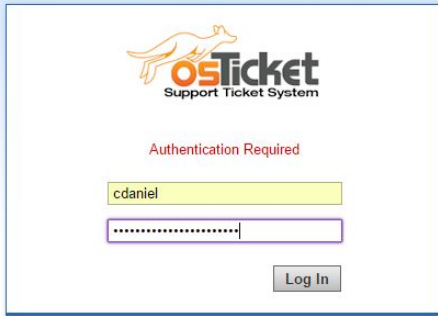 osTicket
Support Ticket System
Authentication Required
cdaniel
Log In